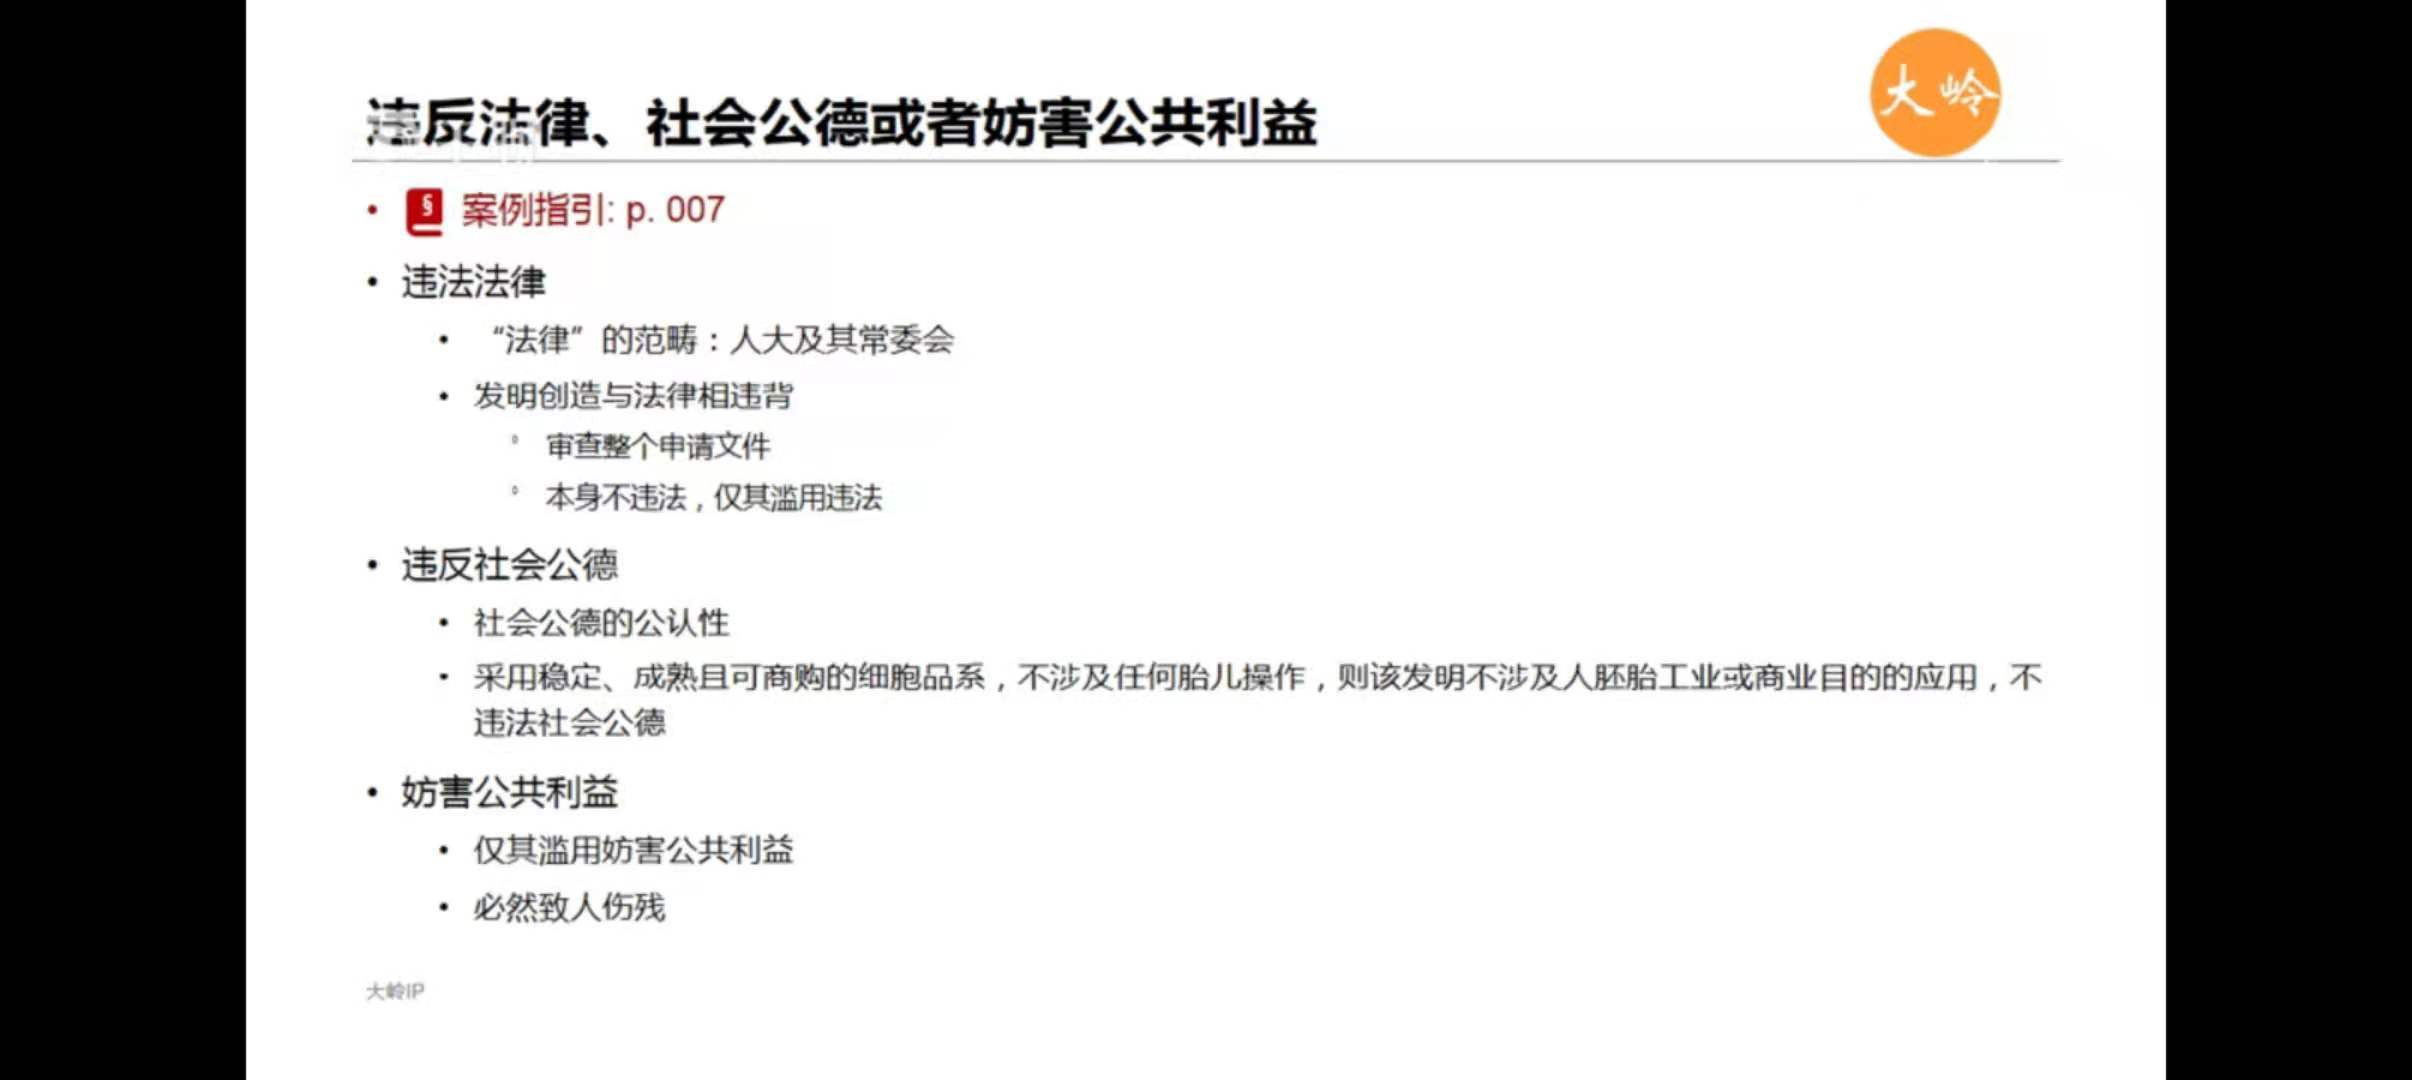 违反法律、社会公德或者妨害公共利益
大岭
• § 案例指引: p. 007
• 违法法律
• “法律”的范畴：人大及其常委会
• 发明创造与法律相违背
◦ 审查整个申请文件
◦ 本身不违法，仅其滥用违法
• 违反社会公德
• 社会公德的公认性
• 采用稳定、成熟且可商购的细胞品系，不涉及任何胎儿操作，则该发明不涉及人胚胎工业或商业目的的应用，不
违法社会公德
• 妨害公共利益
• 仅其滥用妨害公共利益
• 必然致人伤残
大岭IP